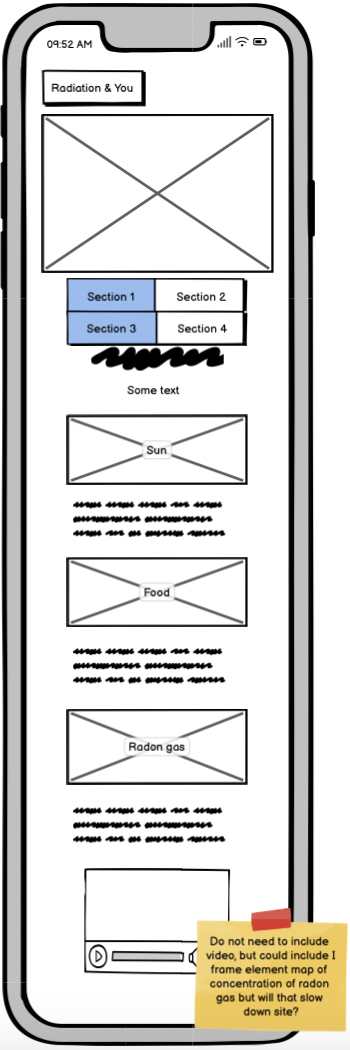 09:52 AM
Radiation & You
Section 1
Section 2
Section 3
Section 4
Some text
Sun
Food
Radon gas
Do not need to include
video, but could include I
frame element map of
concentration of radon
gas but will that slow
down site?